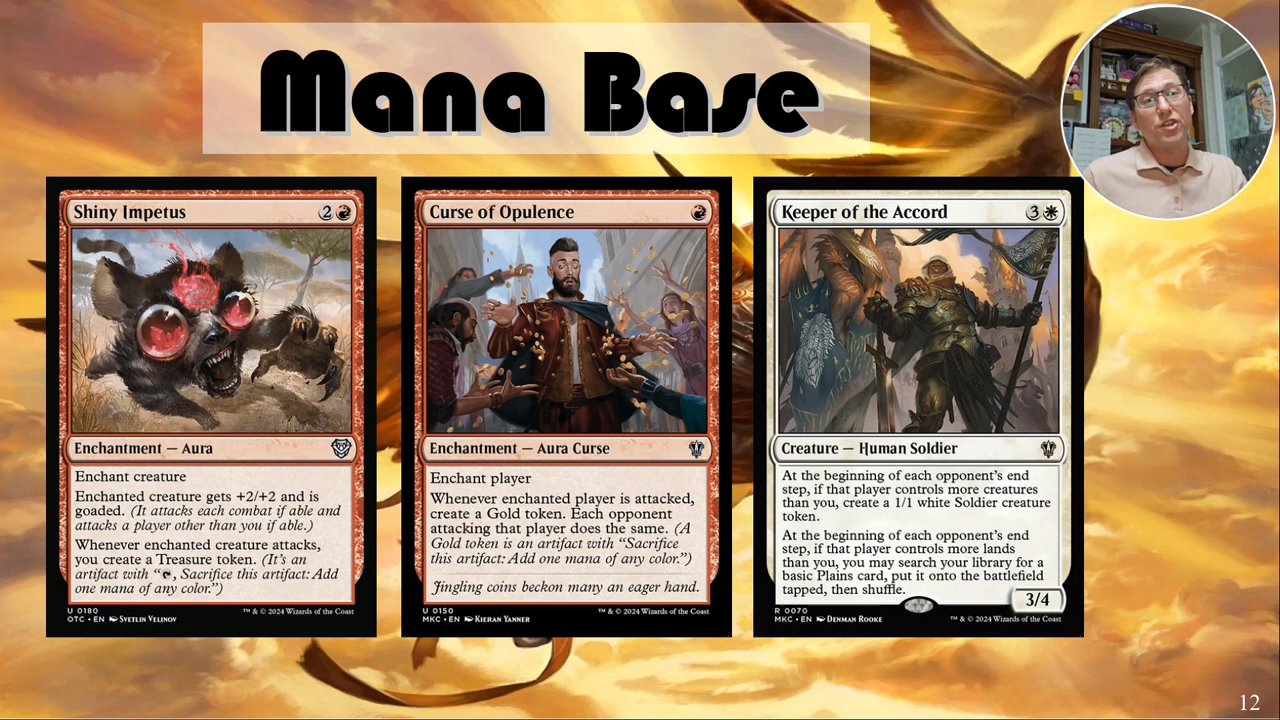 Mana Base
Shiny Impetus 2
Enchantment — Aura
Enchant creature
Enchanted creature gets +2/+2 and is
goaded. (It attacks each combat if able and
attacks a player other than you if able.)
Whenever enchanted creature attacks,
you create a Treasure token. (It's an
artifact with ", Sacrifice this artifact: Add
one mana of any color.")
U 0180
OTC • EN Svetlin Velinov
™ & © 2024 Wizards of the Coast
Curse of Opulence
Enchantment — Aura Curse
Enchant player
Whenever enchanted player is attacked,
create a Gold token. Each opponent
attacking that player does the same. (A
Gold token is an artifact with "Sacrifice
this artifact: Add one mana of any color.")
Jingling coins beckon many an eager hand.
U 0150
MKC • EN Kieran Yanner
™ & © 2024 Wizards of the Coast
Keeper of the Accord 3
Creature — Human Soldier
At the beginning of each opponent's end
step, if that player controls more creatures
than you, create a 1/1 white Soldier creature
token.
At the beginning of each opponent's end
step, if that player controls more lands
than you, you may search your library for a
basic Plains card, put it onto the battlefield
tapped, then shuffle.
3/4
R 0070
MKC • EN Denman Rooke
™ & © 2024 Wizards of the Coast
12